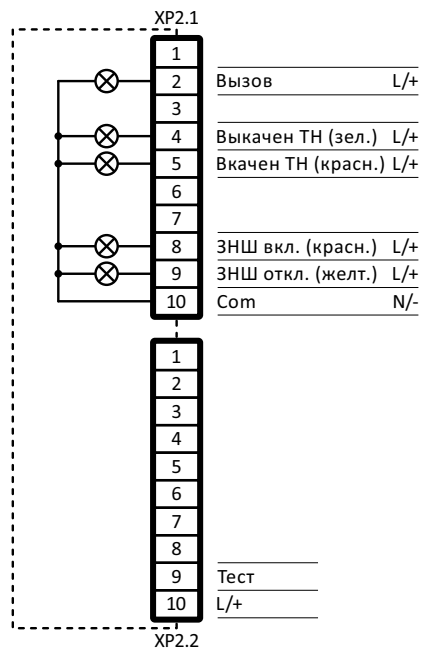 XP2.1
1
2 Вызов L/+
3
4 Выкачен ТН (зел.) L/+
5 Вкачен ТН (красн.) L/+
6
7
8 ЗНШ вкл. (красн.) L/+
9 ЗНШ откл. (желт.) L/+
10 Com N/-
1
2
3
4
5
6
7
8
9 Тест
10 L/+
XP2.2